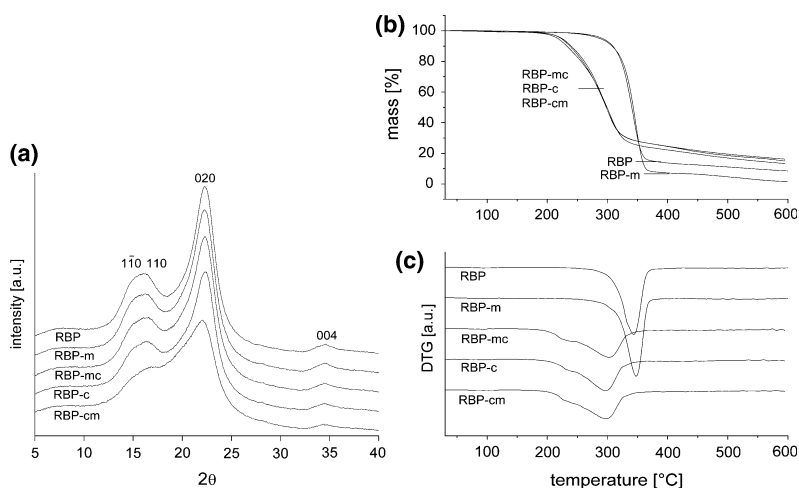 (a)
020
11̄0 110
004
RBP
RBP-m
RBP-mc
RBP-c
RBP-cm
intensity [a.u.]
5 10 15 20 25 30 35 40
2θ
(b)
100
80
60
40
20
0
mass [%]
RBP-mc
RBP-c
RBP-cm
RBP
RBP-m
100 200 300 400 500 600
(c)
RBP
RBP-m
RBP-mc
RBP-c
RBP-cm
DTG [a.u.]
100 200 300 400 500 600
temperature [°C]